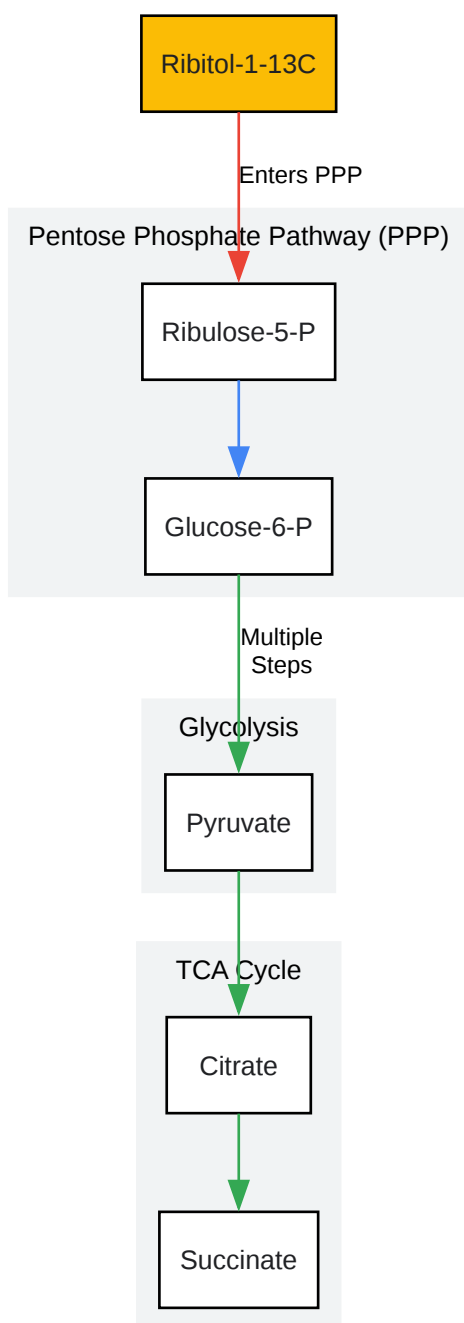 Ribitol-1-13C
Enters PPP
Pentose Phosphate Pathway (PPP)
Ribulose-5-P
Glucose-6-P
Multiple
Steps
Glycolysis
Pyruvate
TCA Cycle
Citrate
Succinate